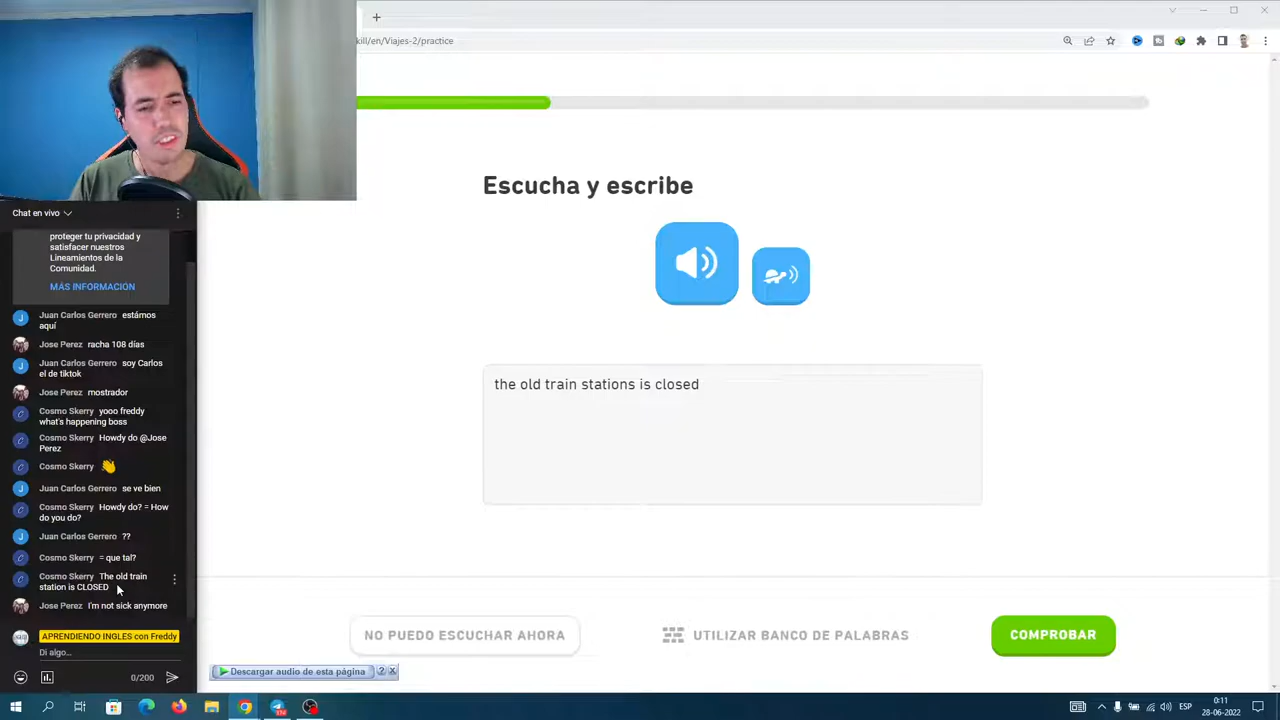 kill/en/Viajes-2/practice
Escucha y escribe
the old train stations is closed
Chat en vivo
proteger tu privacidad y
satisfacer nuestros
Lineamientos de la
Comunidad.
MÁS INFORMACIÓN
Juan Carlos Gerrero estámos
aquí
Jose Perez racha 108 días
Juan Carlos Gerrero soy Carlos
el de tiktok
Jose Perez mostrador
Cosmo Skerry yooo freddy
what's happening boss
Cosmo Skerry Howdy do @Jose
Perez
Cosmo Skerry
Juan Carlos Gerrero se ve bien
Cosmo Skerry Howdy do? = How
do you do?
Juan Carlos Gerrero ??
Cosmo Skerry = que tal?
Cosmo Skerry The old train
station is CLOSED
Jose Perez I'm not sick anymore
APRENDIENDO INGLES con Freddy
Di algo...
0/200
NO PUEDO ESCUCHAR AHORA
UTILIZAR BANCO DE PALABRAS
COMPROBAR
Descargar audio de esta página
ESP
0:11
28-06-2022